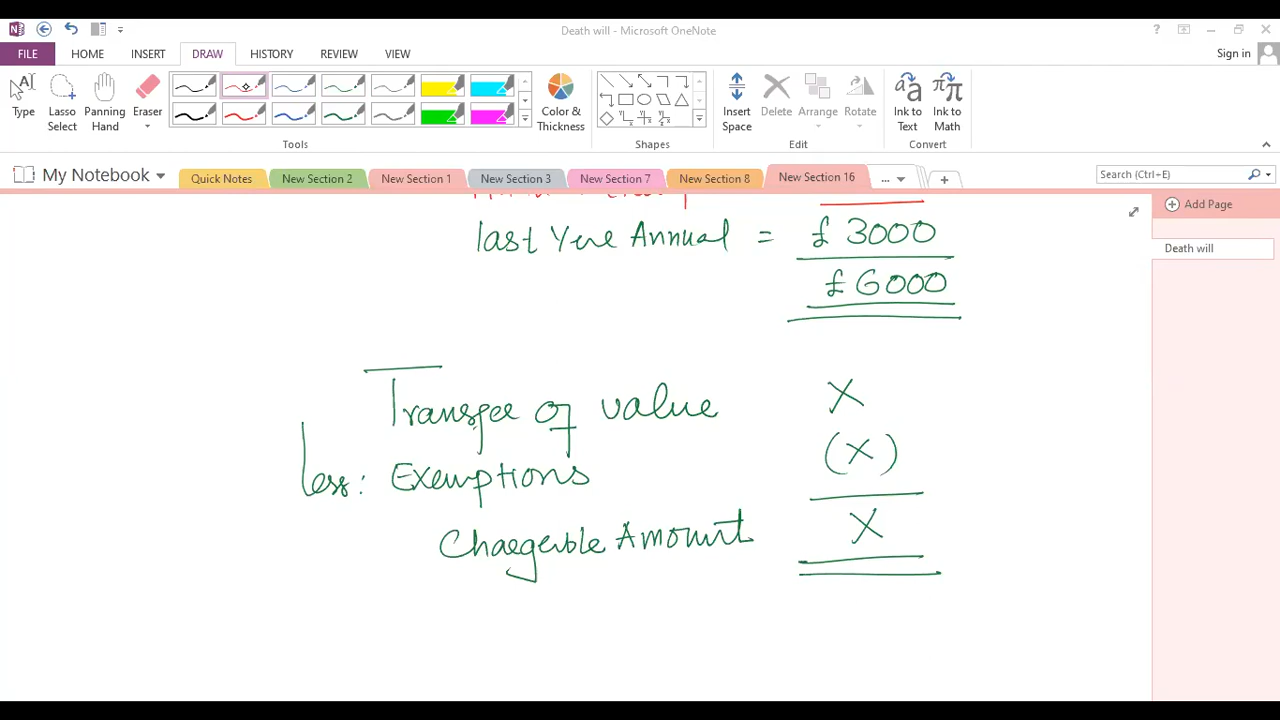 Death will - Microsoft OneNote
FILE HOME INSERT DRAW HISTORY REVIEW VIEW
Sign in
Type
Lasso Select
Panning Hand
Eraser
Color & Thickness
Insert Space
Delete
Arrange
Rotate
Ink to Text
Ink to Math
Tools Shapes Edit Convert
My Notebook Quick Notes New Section 2 New Section 1 New Section 3 New Section 7 New Section 8 New Section 16 ... Search (Ctrl+E)
Add Page
Death will
last Year Annual = £3000
£6000
Transfer of value X
less: Exemptions (X)
Chargeable Amount X